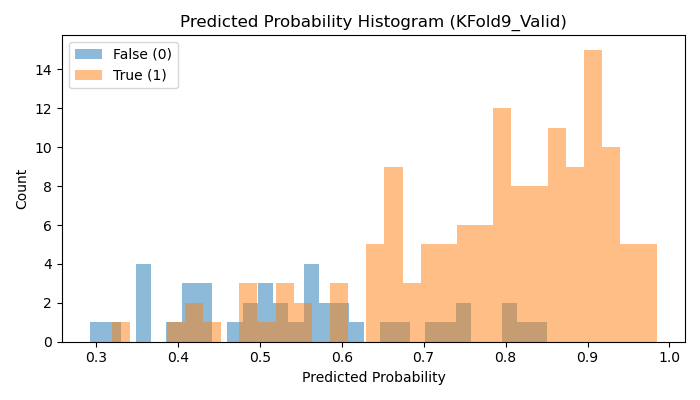 Predicted Probability Histogram (KFold9_Valid)
False (0)
True (1)
Count
14
12
10
8
6
4
2
0
0.3 0.4 0.5 0.6 0.7 0.8 0.9 1.0
Predicted Probability